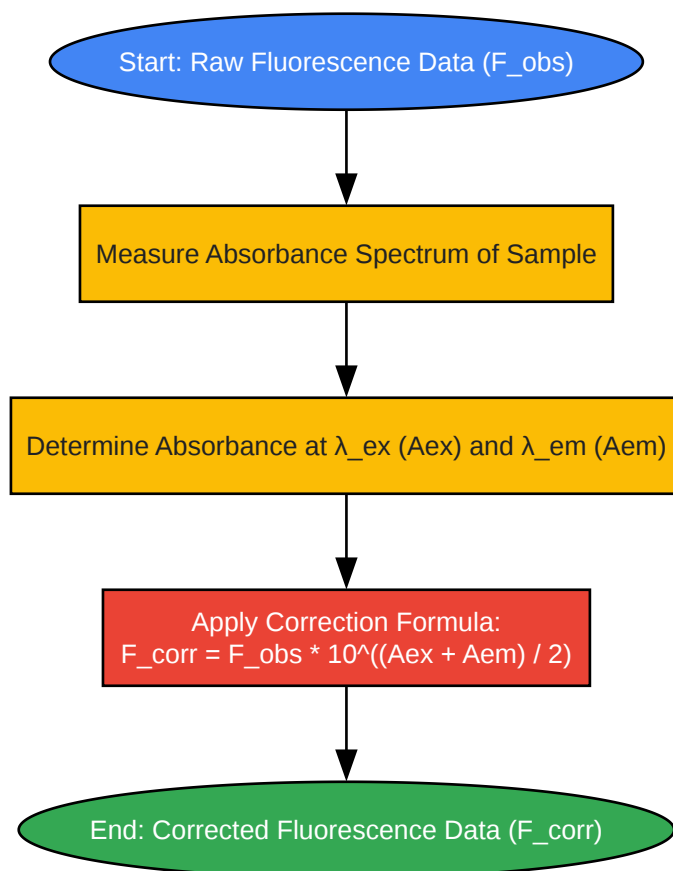 Start: Raw Fluorescence Data (F_obs)
Measure Absorbance Spectrum of Sample
Determine Absorbance at λ_ex (Aex) and λ_em (Aem)
Apply Correction Formula:
F_corr = F_obs * 10^((Aex + Aem) / 2)
End: Corrected Fluorescence Data (F_corr)